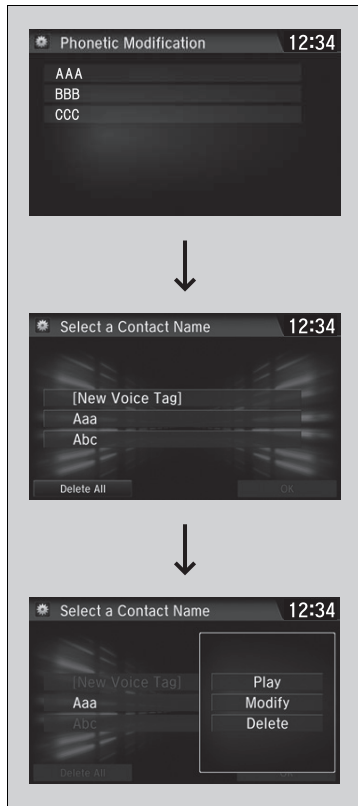 Phonetic Modification 12:34
AAA
BBB
CCC
Select a Contact Name 12:34
[New Voice Tag]
Aaa
Abc
Delete All OK
Select a Contact Name 12:34
[New Voice Tag] Play
Aaa Modify
Abc Delete
Delete All OK